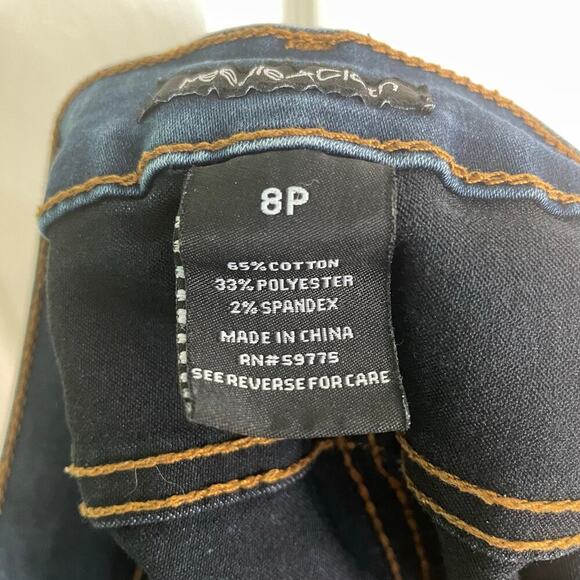 8P
65% COTTON
33% POLYESTER
2% SPANDEX
MADE IN CHINA
RN# 59775
SEE REVERSE FOR CARE